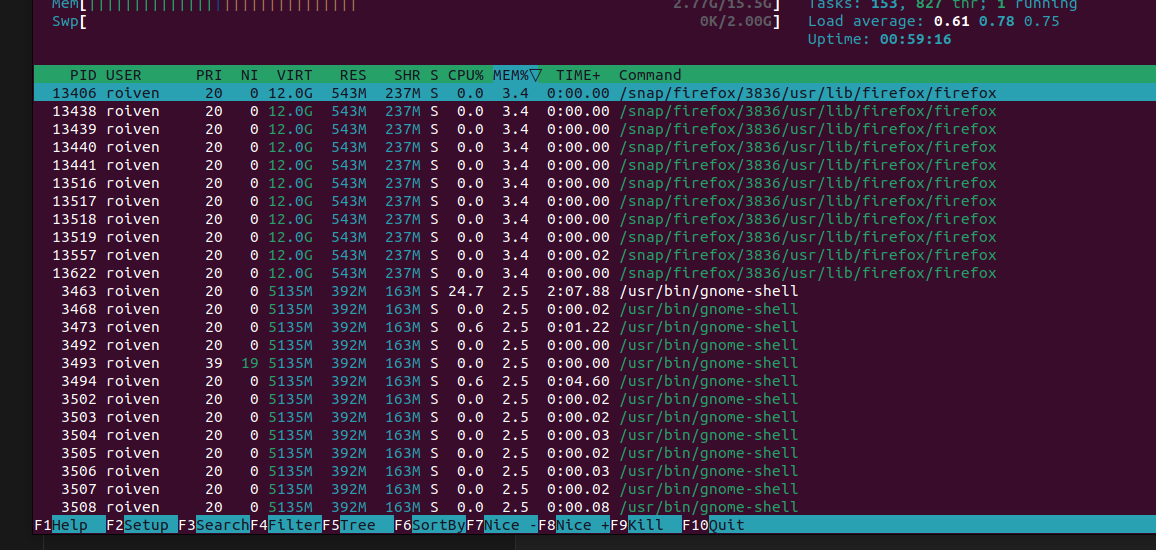 Mem[||||||||||||||||||||||||||||||| 2.77G/15.5G] Tasks: 153, 827 thr; 1 running
Swp[ 0K/2.00G] Load average: 0.61 0.78 0.75
Uptime: 00:59:16
PID USER PRI NI VIRT RES SHR S CPU% MEM%▽ TIME+ Command
13406 roiven 20 0 12.0G 543M 237M S 0.0 3.4 0:00.00 /snap/firefox/3836/usr/lib/firefox/firefox
13438 roiven 20 0 12.0G 543M 237M S 0.0 3.4 0:00.00 /snap/firefox/3836/usr/lib/firefox/firefox
13439 roiven 20 0 12.0G 543M 237M S 0.0 3.4 0:00.00 /snap/firefox/3836/usr/lib/firefox/firefox
13440 roiven 20 0 12.0G 543M 237M S 0.0 3.4 0:00.00 /snap/firefox/3836/usr/lib/firefox/firefox
13441 roiven 20 0 12.0G 543M 237M S 0.0 3.4 0:00.00 /snap/firefox/3836/usr/lib/firefox/firefox
13516 roiven 20 0 12.0G 543M 237M S 0.0 3.4 0:00.00 /snap/firefox/3836/usr/lib/firefox/firefox
13517 roiven 20 0 12.0G 543M 237M S 0.0 3.4 0:00.00 /snap/firefox/3836/usr/lib/firefox/firefox
13518 roiven 20 0 12.0G 543M 237M S 0.0 3.4 0:00.00 /snap/firefox/3836/usr/lib/firefox/firefox
13519 roiven 20 0 12.0G 543M 237M S 0.0 3.4 0:00.00 /snap/firefox/3836/usr/lib/firefox/firefox
13557 roiven 20 0 12.0G 543M 237M S 0.0 3.4 0:00.02 /snap/firefox/3836/usr/lib/firefox/firefox
13622 roiven 20 0 12.0G 543M 237M S 0.0 3.4 0:00.00 /snap/firefox/3836/usr/lib/firefox/firefox
3463 roiven 20 0 5135M 392M 163M S 24.7 2.5 2:07.88 /usr/bin/gnome-shell
3468 roiven 20 0 5135M 392M 163M S 0.0 2.5 0:00.02 /usr/bin/gnome-shell
3473 roiven 20 0 5135M 392M 163M S 0.6 2.5 0:01.22 /usr/bin/gnome-shell
3492 roiven 20 0 5135M 392M 163M S 0.0 2.5 0:00.00 /usr/bin/gnome-shell
3493 roiven 39 19 5135M 392M 163M S 0.0 2.5 0:00.00 /usr/bin/gnome-shell
3494 roiven 20 0 5135M 392M 163M S 0.6 2.5 0:04.60 /usr/bin/gnome-shell
3502 roiven 20 0 5135M 392M 163M S 0.0 2.5 0:00.02 /usr/bin/gnome-shell
3503 roiven 20 0 5135M 392M 163M S 0.0 2.5 0:00.02 /usr/bin/gnome-shell
3504 roiven 20 0 5135M 392M 163M S 0.0 2.5 0:00.03 /usr/bin/gnome-shell
3505 roiven 20 0 5135M 392M 163M S 0.0 2.5 0:00.02 /usr/bin/gnome-shell
3506 roiven 20 0 5135M 392M 163M S 0.0 2.5 0:00.03 /usr/bin/gnome-shell
3507 roiven 20 0 5135M 392M 163M S 0.0 2.5 0:00.02 /usr/bin/gnome-shell
3508 roiven 20 0 5135M 392M 163M S 0.0 2.5 0:00.08 /usr/bin/gnome-shell
F1Help F2Setup F3SearchF4FilterF5Tree F6SortByF7Nice -F8Nice +F9Kill F10Quit